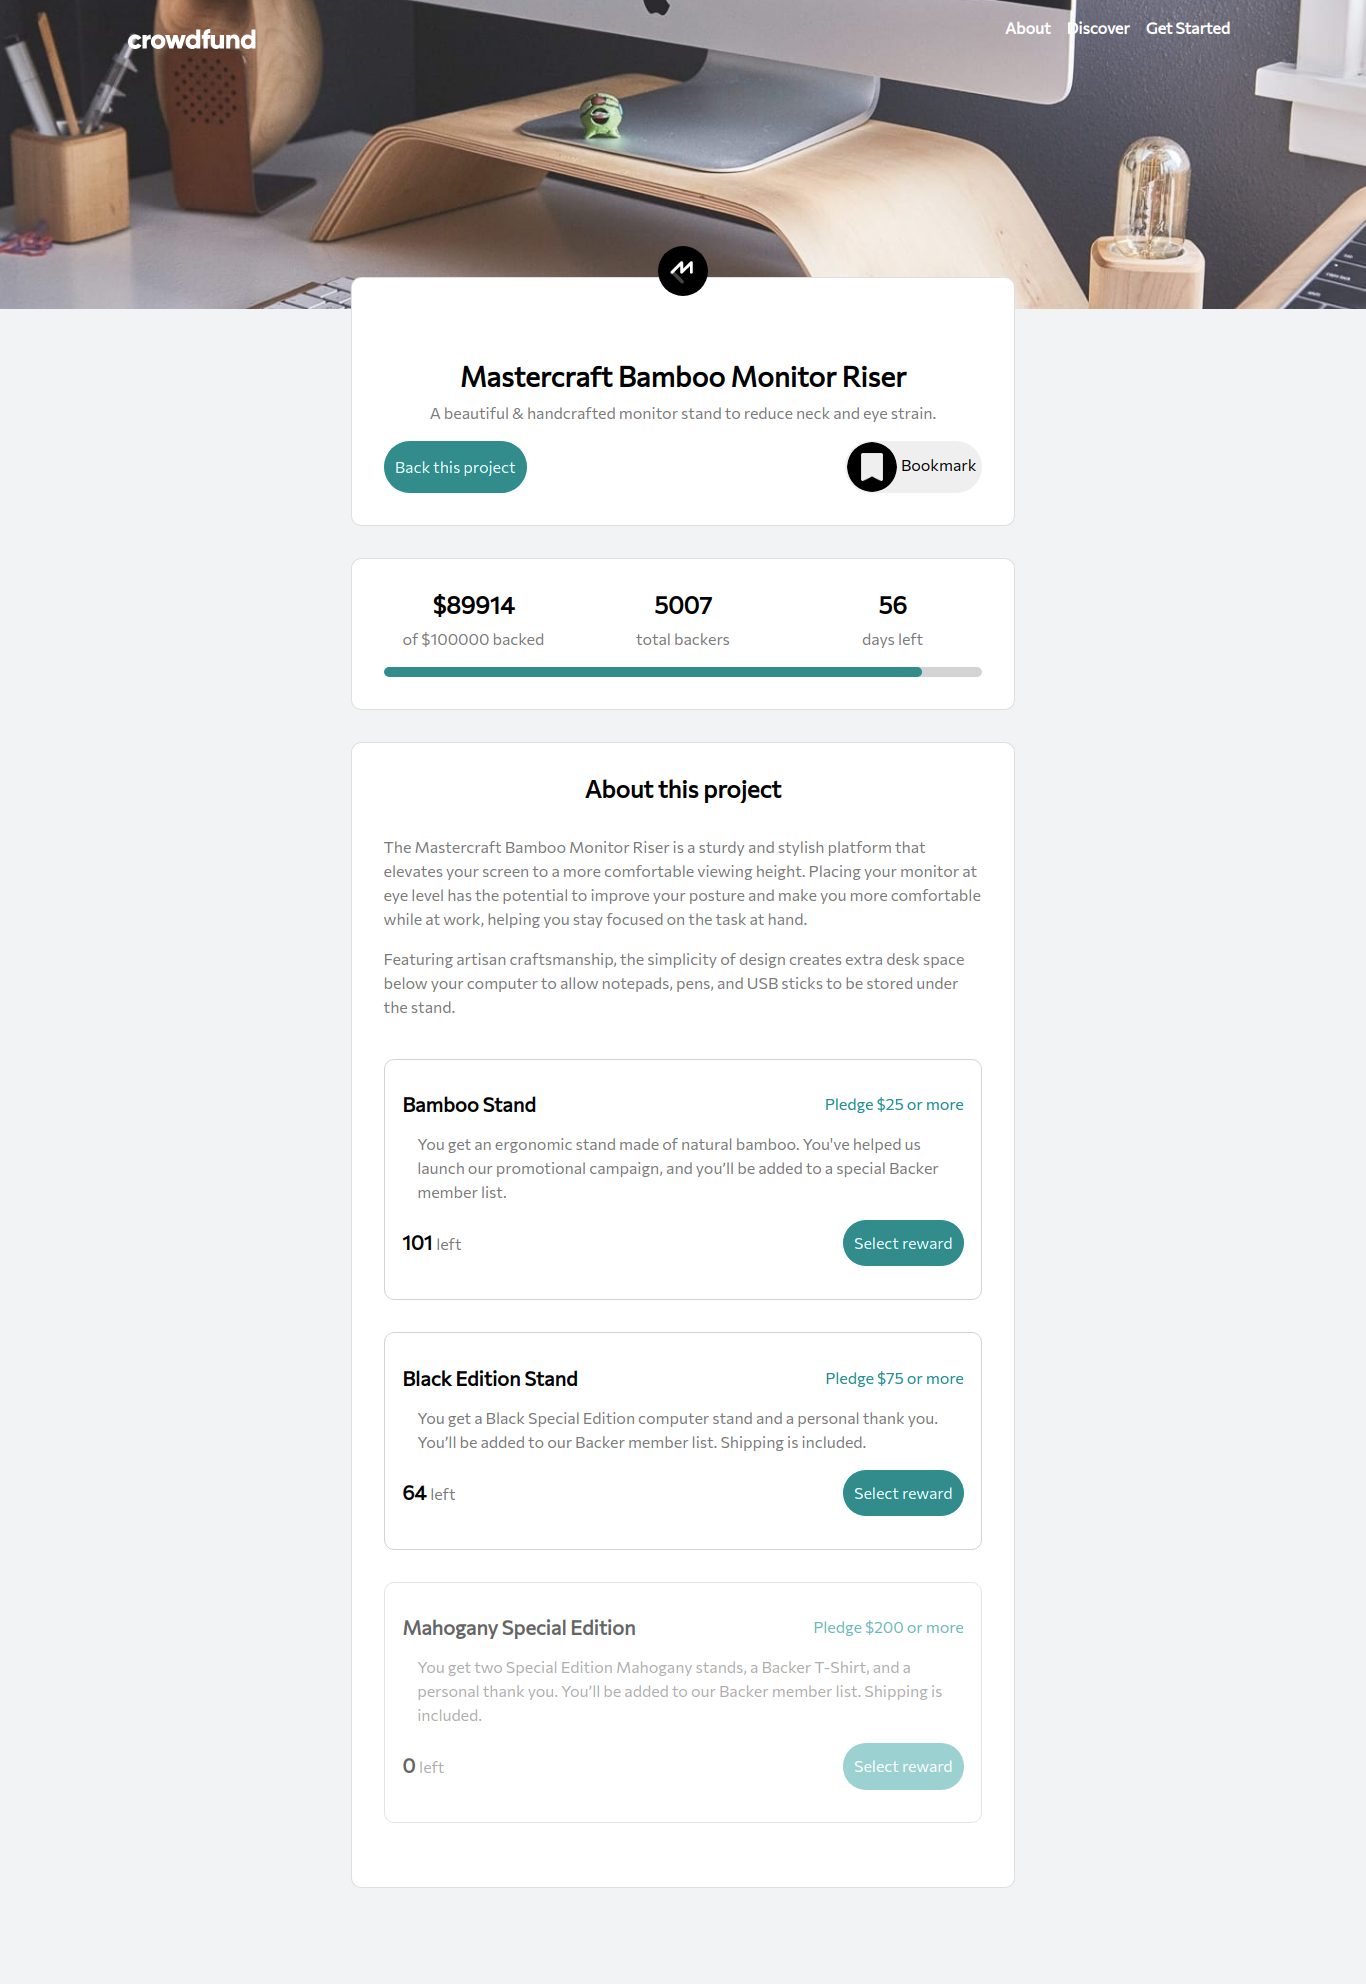 crowdfund
About Discover Get Started
Mastercraft Bamboo Monitor Riser
A beautiful & handcrafted monitor stand to reduce neck and eye strain.
Back this project
Bookmark
$89914 5007 56
of $100000 backed total backers days left
About this project
The Mastercraft Bamboo Monitor Riser is a sturdy and stylish platform that
elevates your screen to a more comfortable viewing height. Placing your monitor at
eye level has the potential to improve your posture and make you more comfortable
while at work, helping you stay focused on the task at hand.
Featuring artisan craftsmanship, the simplicity of design creates extra desk space
below your computer to allow notepads, pens, and USB sticks to be stored under
the stand.
Bamboo Stand Pledge $25 or more
You get an ergonomic stand made of natural bamboo. You've helped us
launch our promotional campaign, and you’ll be added to a special Backer
member list.
101 left Select reward
Black Edition Stand Pledge $75 or more
You get a Black Special Edition computer stand and a personal thank you.
You’ll be added to our Backer member list. Shipping is included.
64 left Select reward
Mahogany Special Edition Pledge $200 or more
You get two Special Edition Mahogany stands, a Backer T-Shirt, and a
personal thank you. You’ll be added to our Backer member list. Shipping is
included.
0 left Select reward